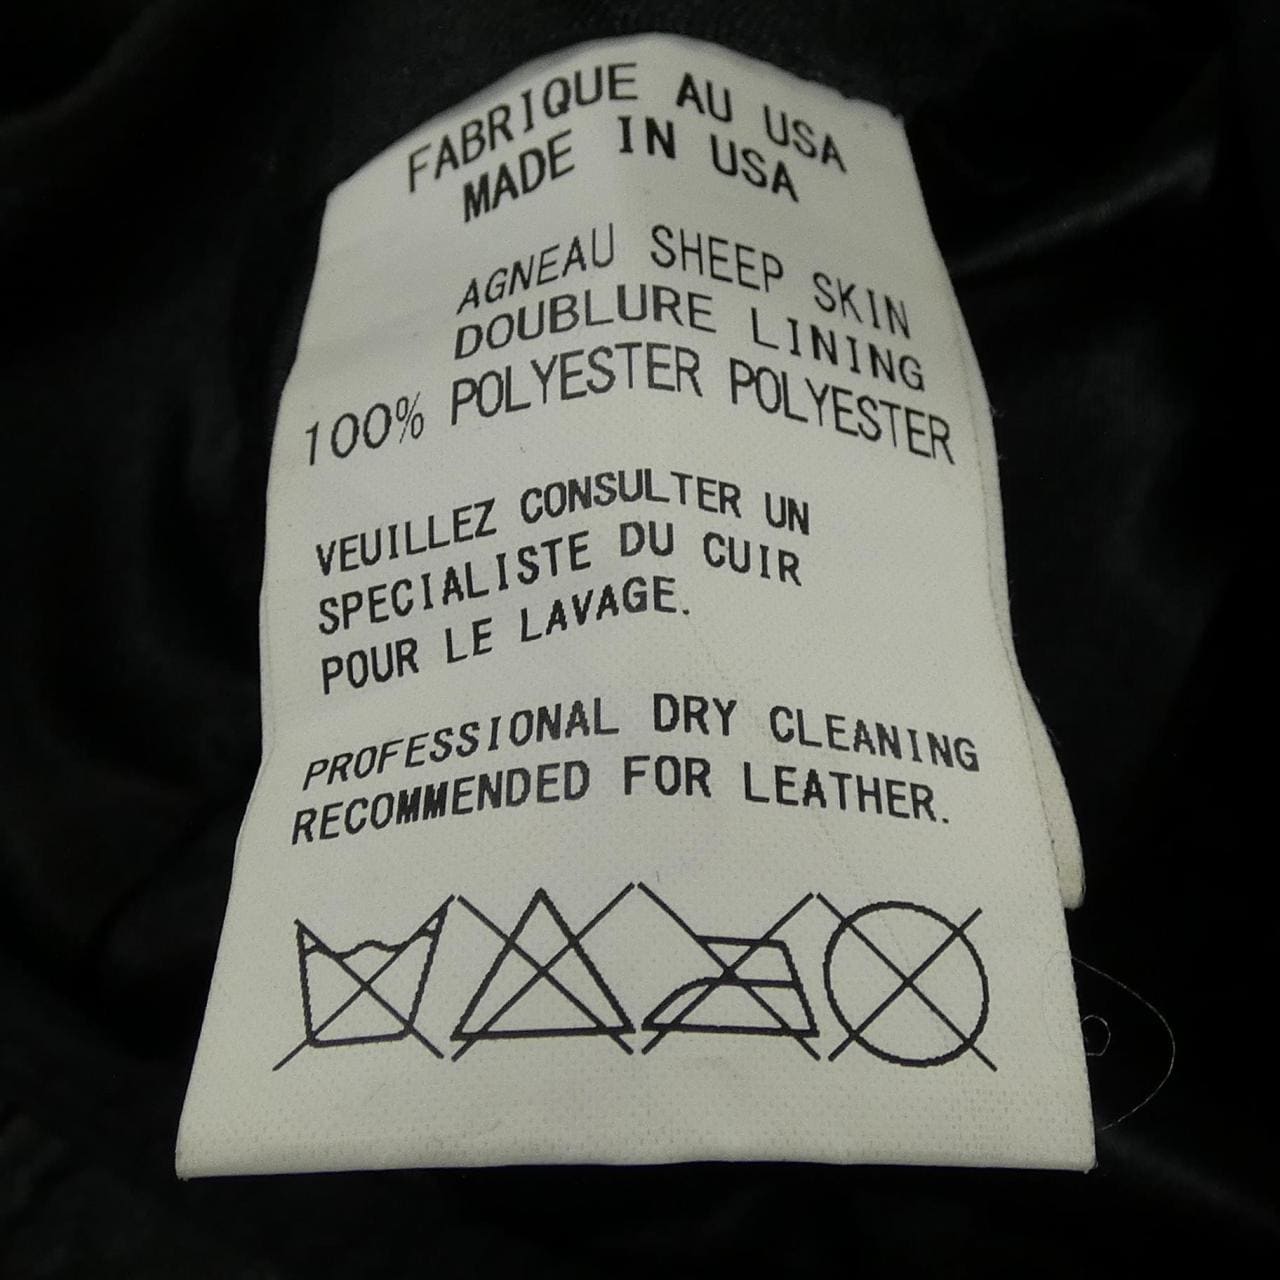 FABRIQUE AU USA
MADE IN USA
AGNEAU SHEEP SKIN
DOUBLURE LINING
100% POLYESTER POLYESTER
VEUILLEZ CONSULTER UN
SPECIALISTE DU CUIR
POUR LE LAVAGE.
PROFESSIONAL DRY CLEANING
RECOMMENDED FOR LEATHER.